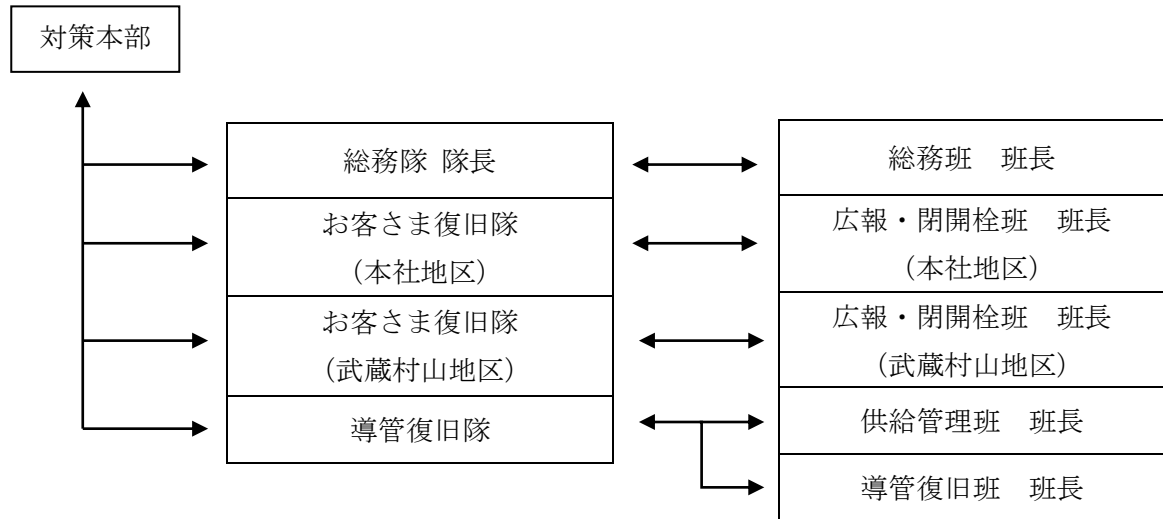 対策本部
総務隊 隊長
総務班　班長
お客さま復旧隊
（本社地区）
広報・閉開栓班　班長
（本社地区）
お客さま復旧隊
（武蔵村山地区）
広報・閉開栓班　班長
（武蔵村山地区）
導管復旧隊
供給管理班　班長
導管復旧班　班長